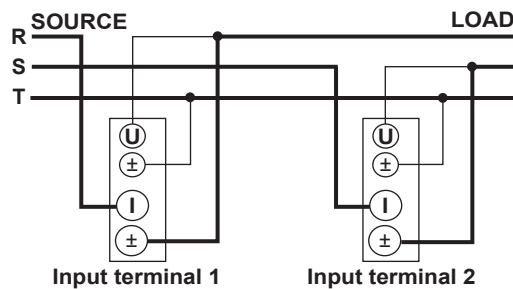 SOURCE LOAD
R
S
T
U U
± ±
I I
± ±
Input terminal 1 Input terminal 2